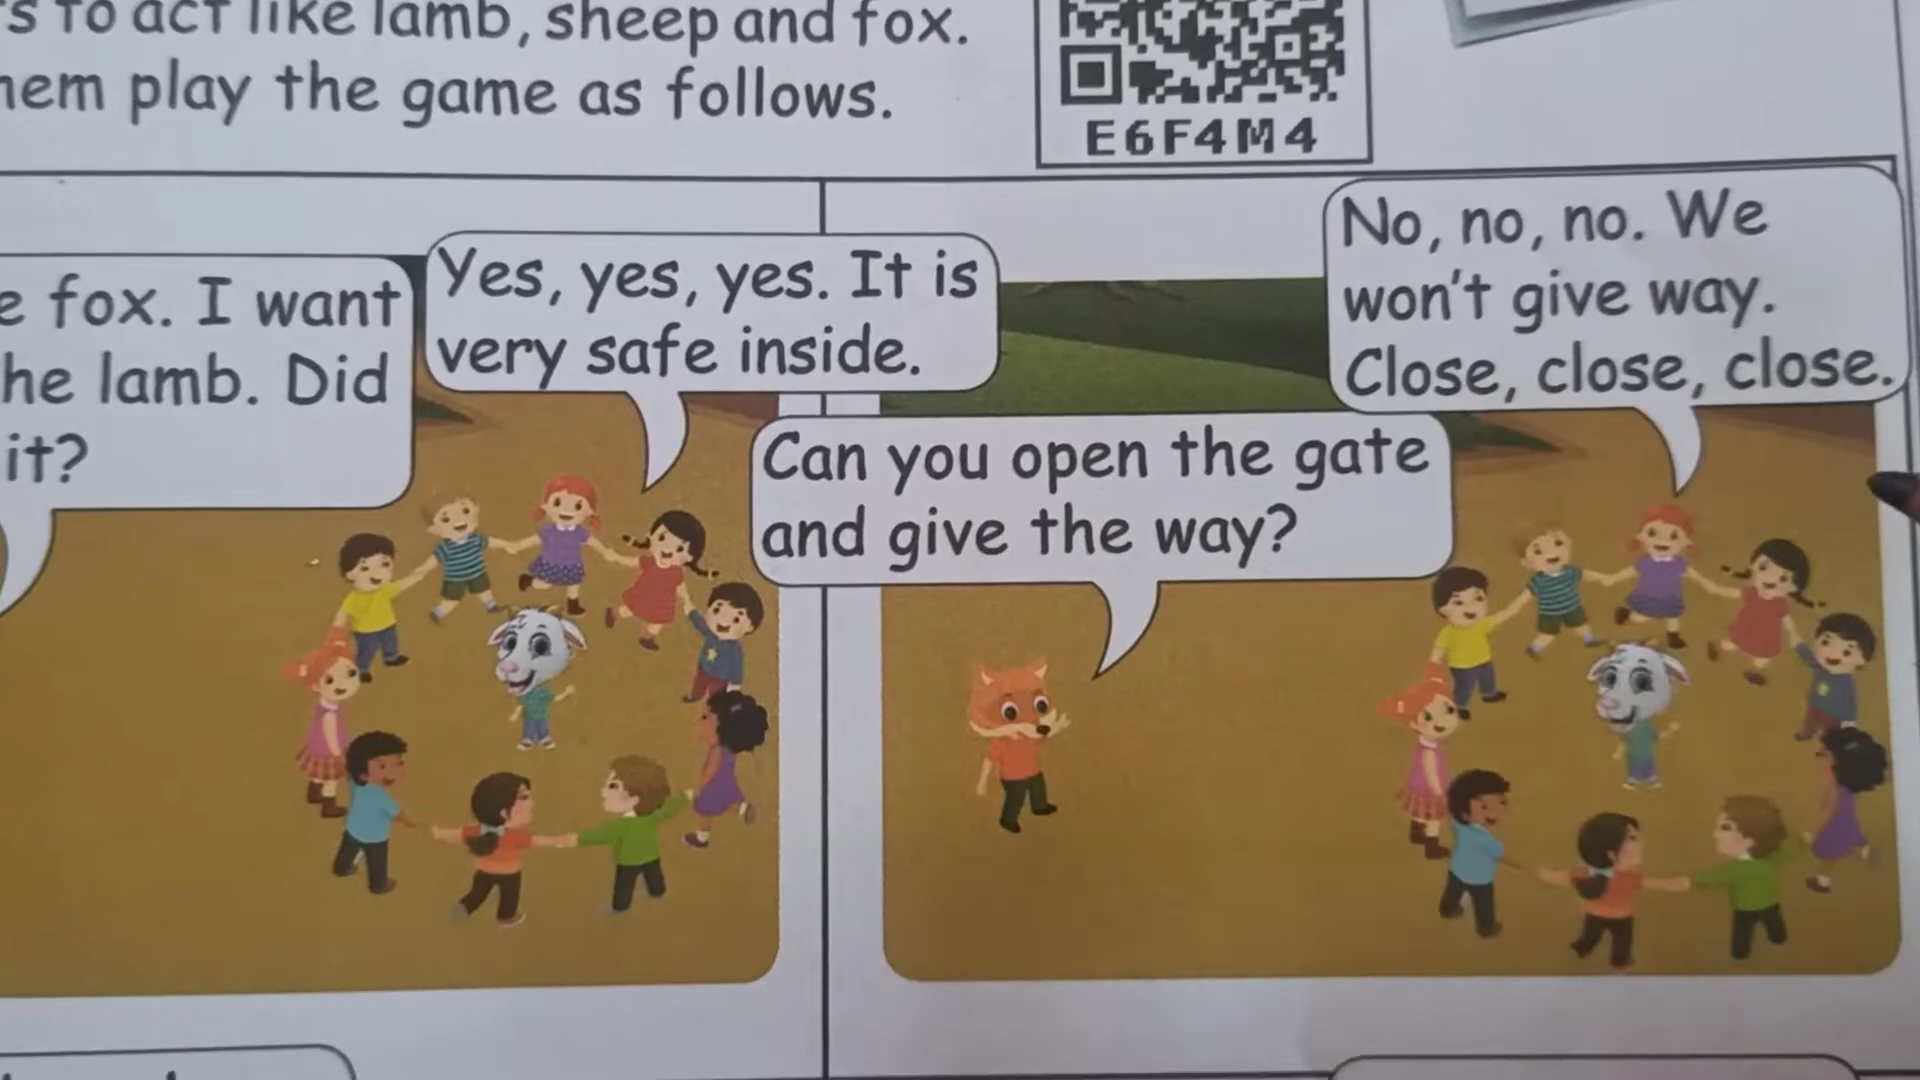 s to act like lamb, sheep and fox.
hem play the game as follows.
E6F4M4
e fox. I want
he lamb. Did
it?
Yes, yes, yes. It is
very safe inside.
Can you open the gate
and give the way?
No, no, no. We
won't give way.
Close, close, close.